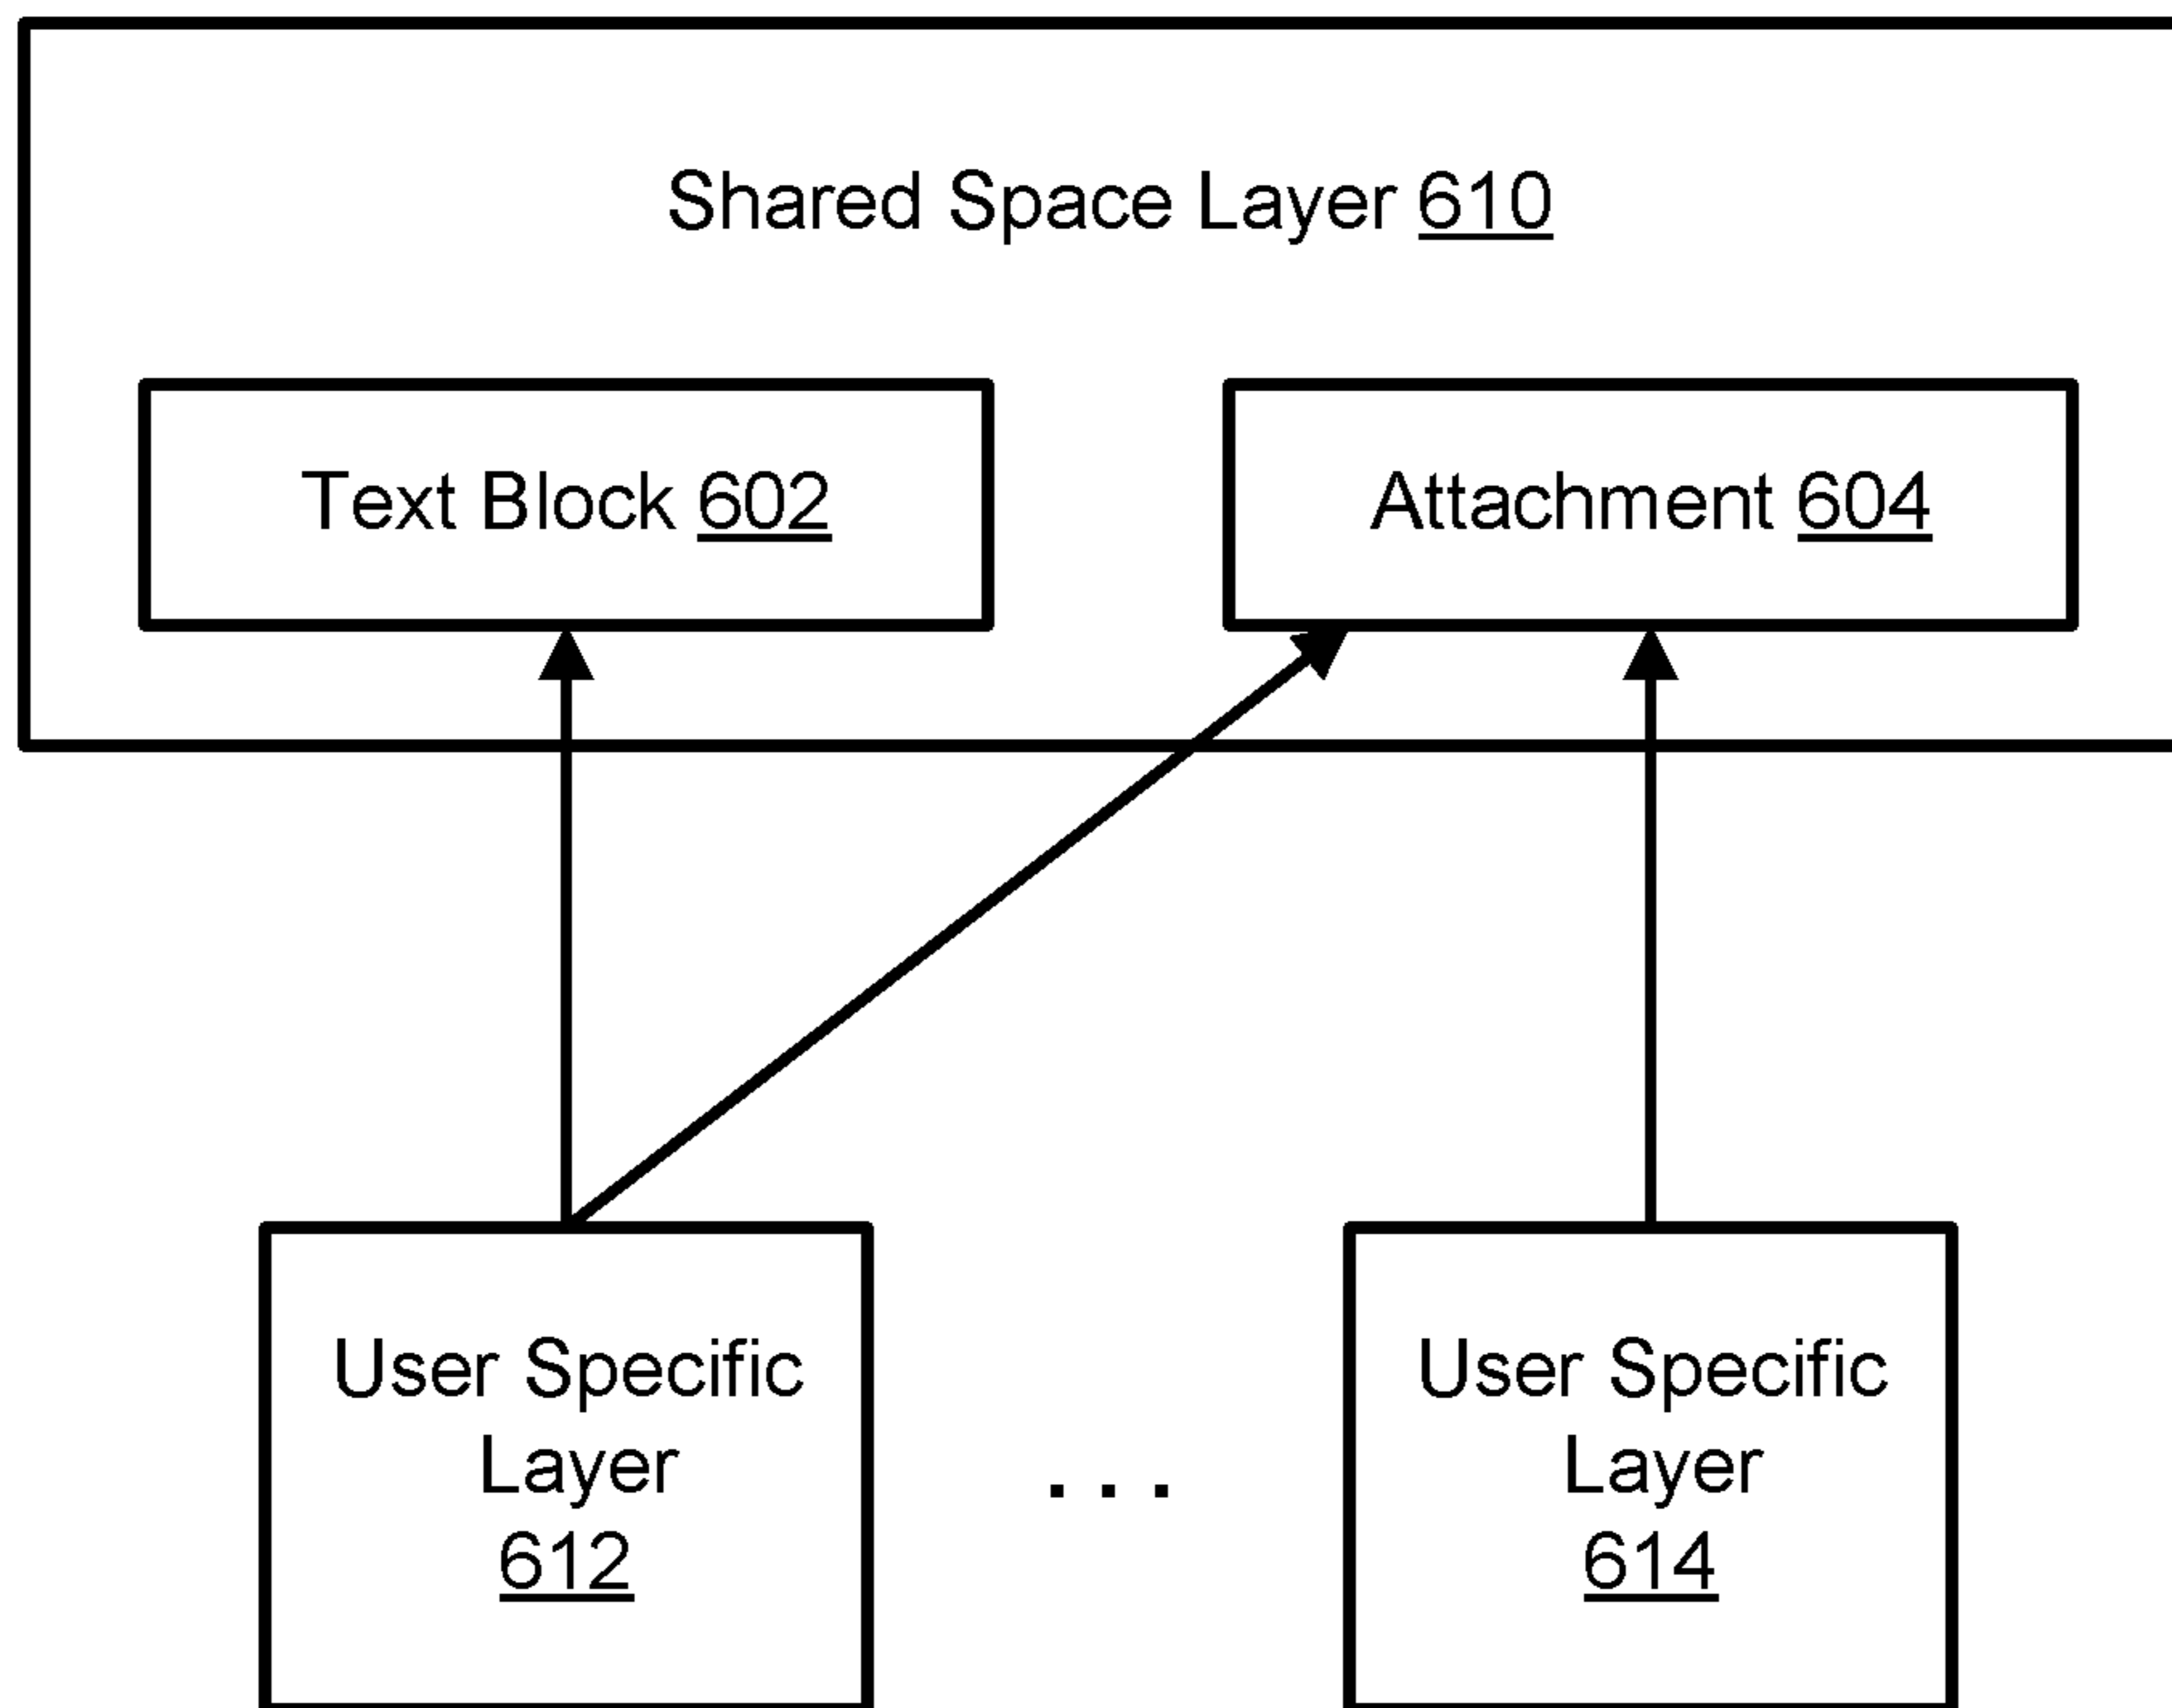 Shared Space Layer 610
Text Block 602
Attachment 604
User Specific
Layer
612
. . .
User Specific
Layer
614